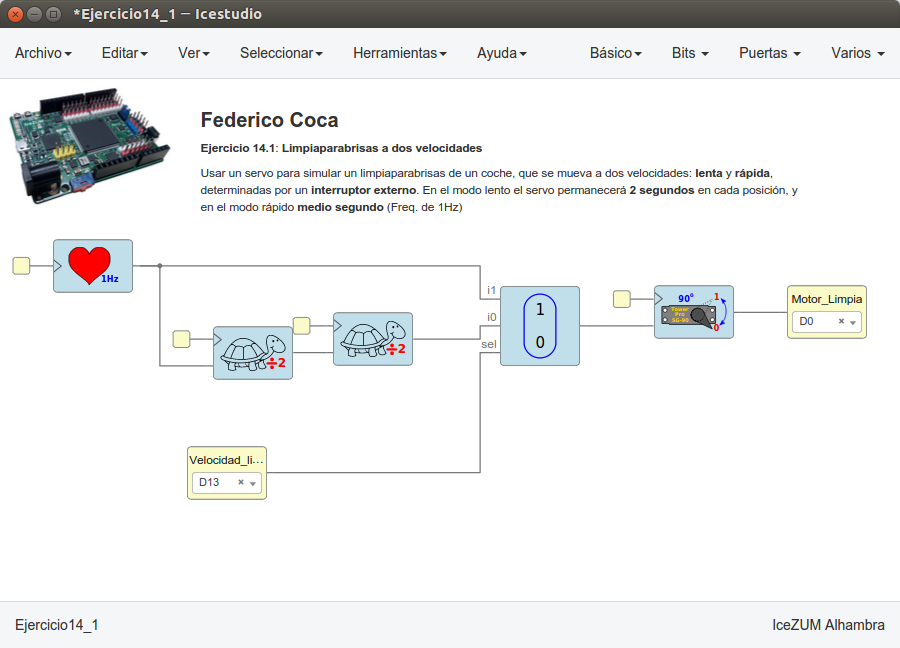 *Ejercicio14_1 — Icestudio
Archivo Editar Ver Seleccionar Herramientas Ayuda Básico Bits Puertas Varios
Federico Coca
Ejercicio 14.1: Limpiaparabrisas a dos velocidades
Usar un servo para simular un limpiaparabrisas de un coche, que se mueva a dos velocidades: lenta y rápida,
determinadas por un interruptor externo. En el modo lento el servo permanecerá 2 segundos en cada posición, y
en el modo rápido medio segundo (Freq. de 1Hz)
1Hz
i1
i0
sel
1
0
90°
1
Tower
Pro
SG-90
0
Motor_Limpia
D0
÷2
÷2
Velocidad_li...
D13
Ejercicio14_1 IceZUM Alhambra